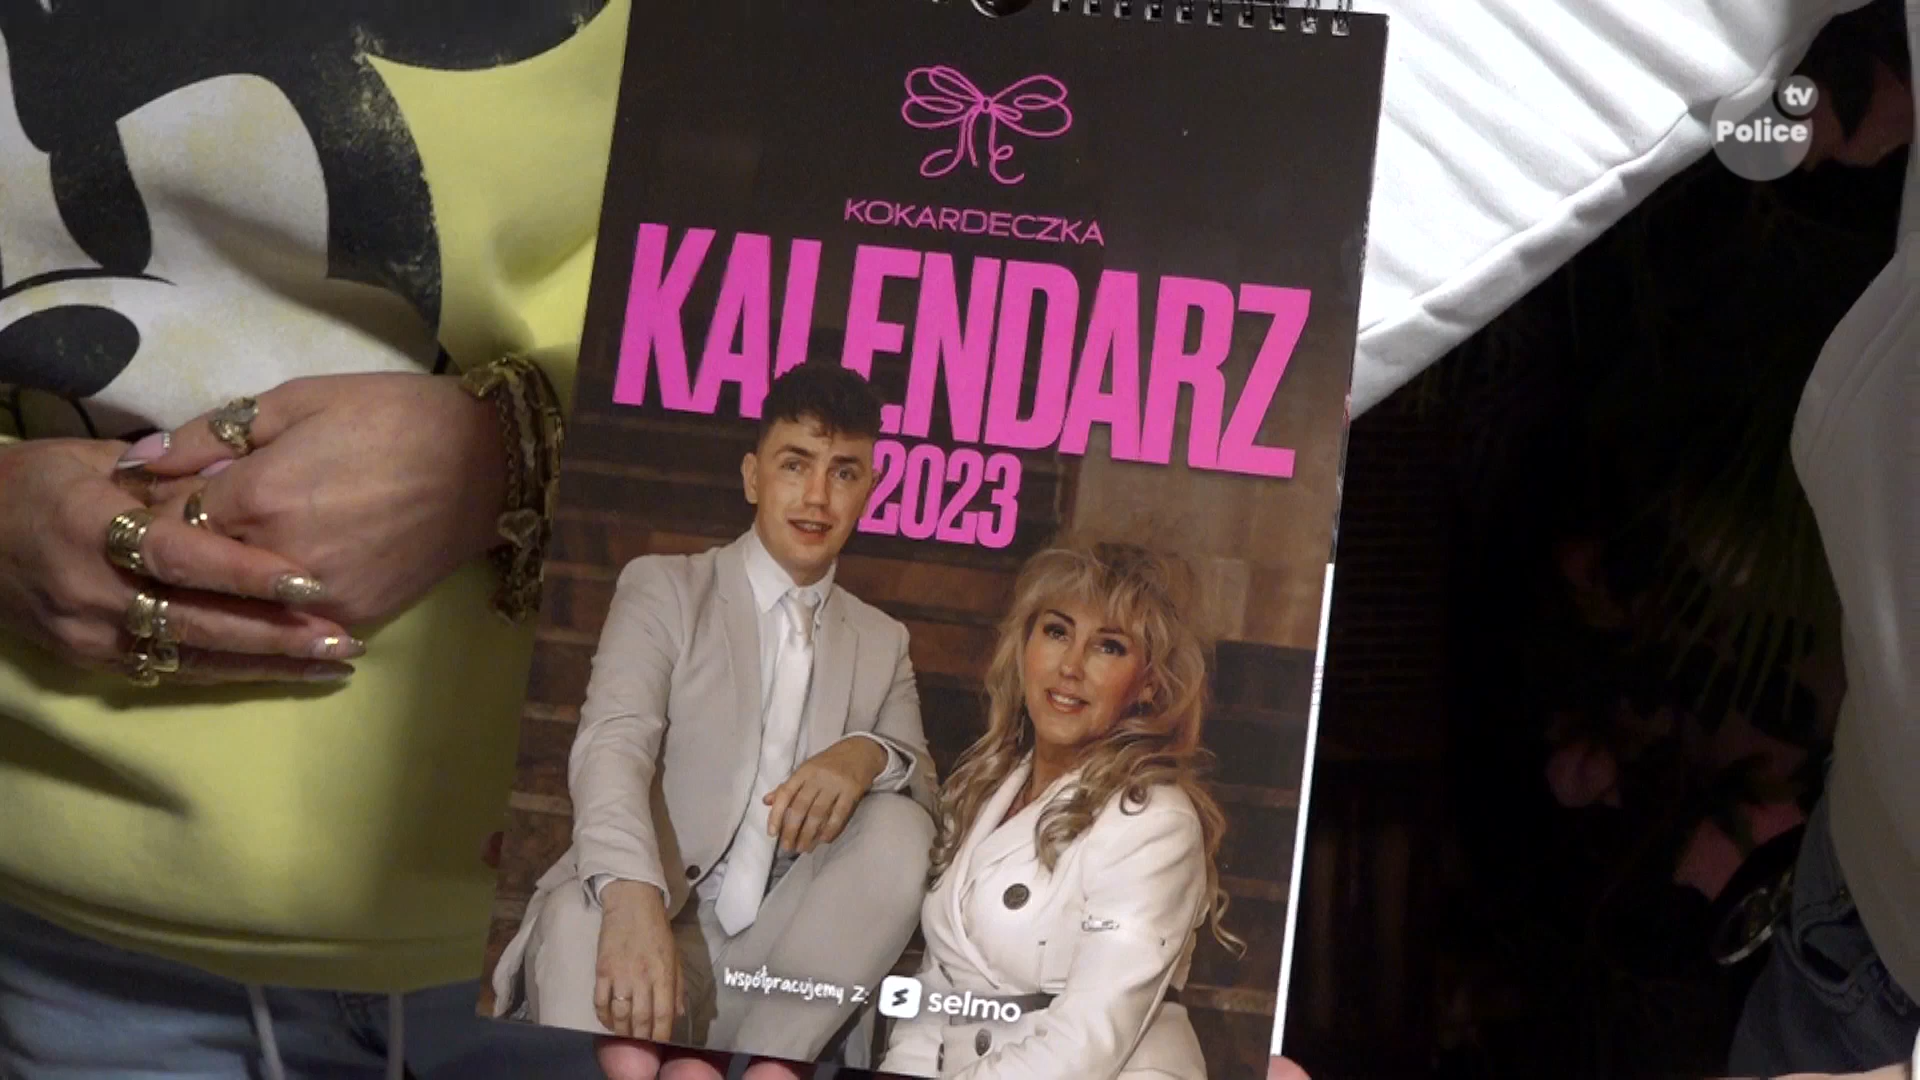 tv
Police
KOKARDECZKA
KALENDARZ
2023
Współpracujemy z:
selmo